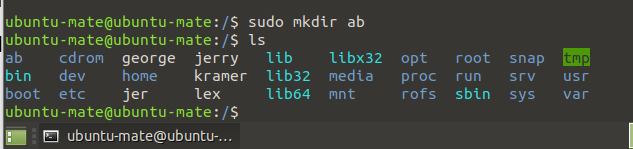 ubuntu-mate@ubuntu-mate:/$ sudo mkdir ab
ubuntu-mate@ubuntu-mate:/$ ls
ab    cdrom  george  jerry   lib    libx32  opt   root  snap  tmp
bin   dev    home    kramer  lib32  media   proc  run   srv   usr
boot  etc    jer     lex     lib64  mnt     rofs  sbin  sys   var
ubuntu-mate@ubuntu-mate:/$
ubuntu-mate@ubuntu-...